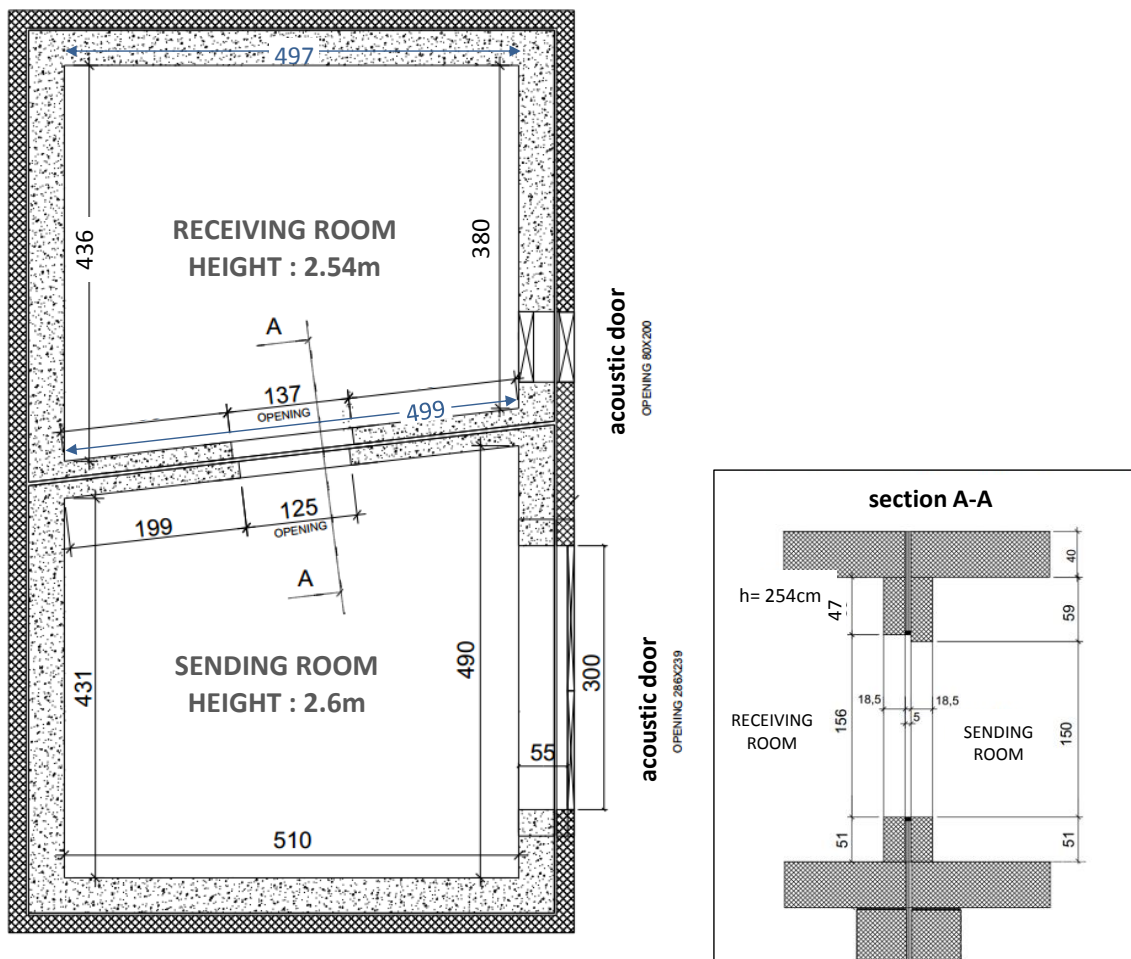 497
436
380
RECEIVING ROOM
HEIGHT : 2.54m
acoustic door
OPENING 80X200
A
137
OPENING
499
199
125
OPENING
A
SENDING ROOM
HEIGHT : 2.6m
431
490
300
55
510
acoustic door
OPENING 286X239
section A-A
40
h= 254cm
47
59
18,5
18,5
5
156
150
RECEIVING
ROOM
SENDING
ROOM
51
51